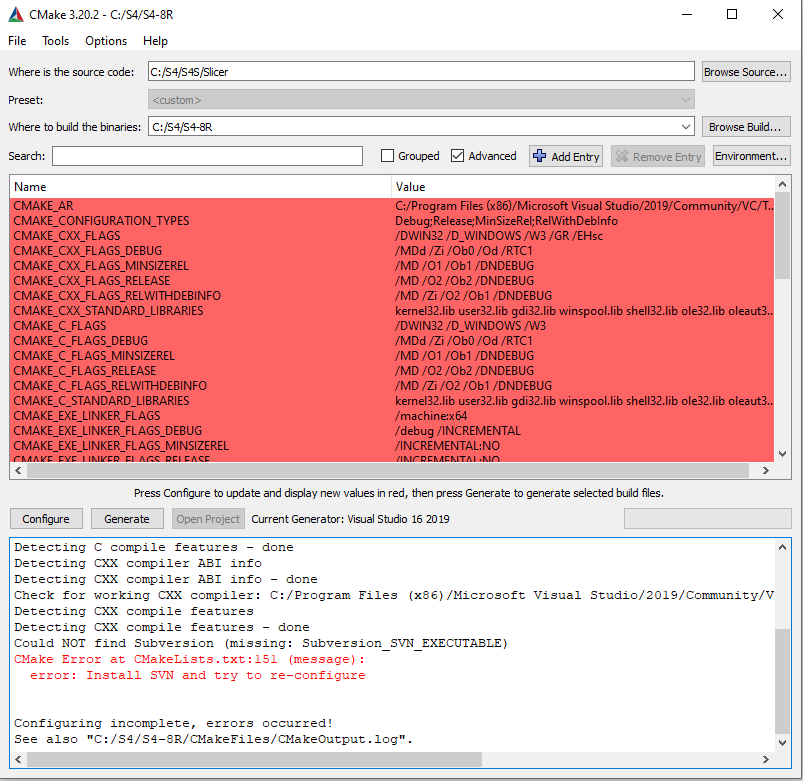 CMake 3.20.2 - C:/S4/S4-8R
File Tools Options Help
Where is the source code: C:/S4/S4S/Slicer Browse Source...
Preset: <custom>
Where to build the binaries: C:/S4/S4-8R Browse Build...
Search: Grouped Advanced Add Entry Remove Entry Environment...
Name Value
CMAKE_AR C:/Program Files (x86)/Microsoft Visual Studio/2019/Community/VC/T...
CMAKE_CONFIGURATION_TYPES Debug;Release;MinSizeRel;RelWithDebInfo
CMAKE_CXX_FLAGS /DWIN32 /D_WINDOWS /W3 /GR /EHsc
CMAKE_CXX_FLAGS_DEBUG /MDd /Zi /Ob0 /Od /RTC1
CMAKE_CXX_FLAGS_MINSIZEREL /MD /O1 /Ob1 /DNDEBUG
CMAKE_CXX_FLAGS_RELEASE /MD /O2 /Ob2 /DNDEBUG
CMAKE_CXX_FLAGS_RELWITHDEBINFO /MD /Zi /O2 /Ob1 /DNDEBUG
CMAKE_CXX_STANDARD_LIBRARIES kernel32.lib user32.lib gdi32.lib winspool.lib shell32.lib ole32.lib oleaut3...
CMAKE_C_FLAGS /DWIN32 /D_WINDOWS /W3
CMAKE_C_FLAGS_DEBUG /MDd /Zi /Ob0 /Od /RTC1
CMAKE_C_FLAGS_MINSIZEREL /MD /O1 /Ob1 /DNDEBUG
CMAKE_C_FLAGS_RELEASE /MD /O2 /Ob2 /DNDEBUG
CMAKE_C_FLAGS_RELWITHDEBINFO /MD /Zi /O2 /Ob1 /DNDEBUG
CMAKE_C_STANDARD_LIBRARIES kernel32.lib user32.lib gdi32.lib winspool.lib shell32.lib ole32.lib oleaut3...
CMAKE_EXE_LINKER_FLAGS /machine:x64
CMAKE_EXE_LINKER_FLAGS_DEBUG /debug /INCREMENTAL
CMAKE_EXE_LINKER_FLAGS_MINSIZEREL /INCREMENTAL:NO
CMAKE_EXE_LINKER_FLAGS_RELEASE /INCREMENTAL:NO
Press Configure to update and display new values in red, then press Generate to generate selected build files.
Configure Generate Open Project Current Generator: Visual Studio 16 2019
Detecting C compile features - done
Detecting CXX compiler ABI info
Detecting CXX compiler ABI info - done
Check for working CXX compiler: C:/Program Files (x86)/Microsoft Visual Studio/2019/Community/V
Detecting CXX compile features
Detecting CXX compile features - done
Could NOT find Subversion (missing: Subversion_SVN_EXECUTABLE)
CMake Error at CMakeLists.txt:151 (message):
error: Install SVN and try to re-configure
Configuring incomplete, errors occurred!
See also "C:/S4/S4-8R/CMakeFiles/CMakeOutput.log".